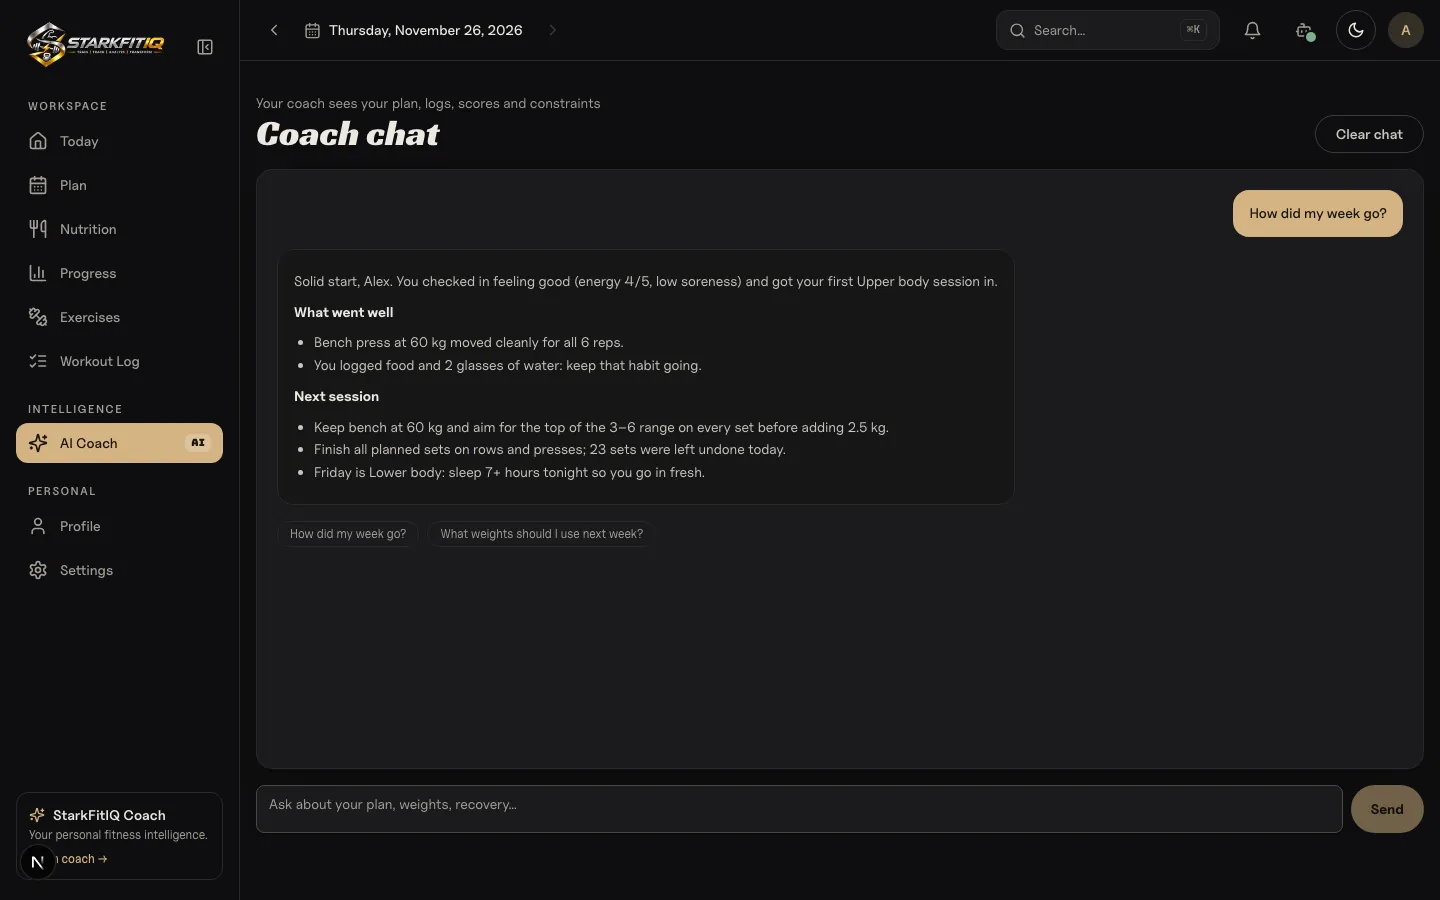 STARKFITIQ
Thursday, November 26, 2026
Search...
⌘K
A
WORKSPACE
Today
Plan
Nutrition
Progress
Exercises
Workout Log
INTELLIGENCE
AI Coach
AI
PERSONAL
Profile
Settings
StarkFitIQ Coach
Your personal fitness intelligence.
coach →
N
Your coach sees your plan, logs, scores and constraints
Coach chat
Clear chat
How did my week go?
Solid start, Alex. You checked in feeling good (energy 4/5, low soreness) and got your first Upper body session in.
What went well
• Bench press at 60 kg moved cleanly for all 6 reps.
• You logged food and 2 glasses of water: keep that habit going.
Next session
• Keep bench at 60 kg and aim for the top of the 3–6 range on every set before adding 2.5 kg.
• Finish all planned sets on rows and presses; 23 sets were left undone today.
• Friday is Lower body: sleep 7+ hours tonight so you go in fresh.
How did my week go?
What weights should I use next week?
Ask about your plan, weights, recovery...
Send